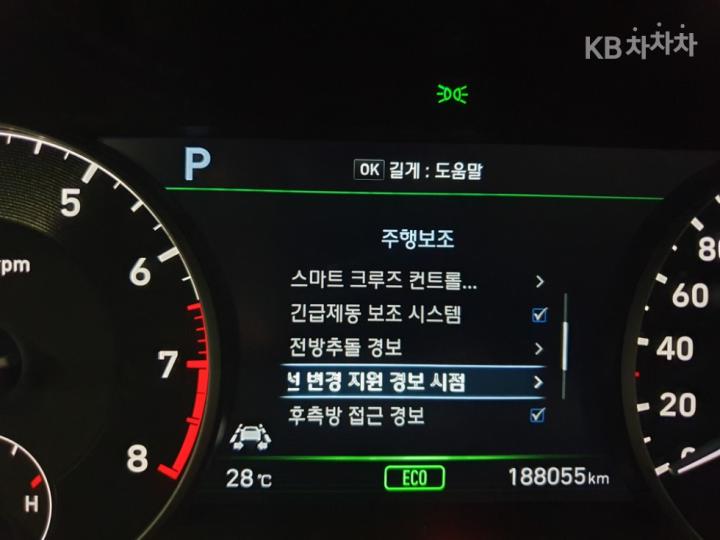 KB차차차
P
OK 길게 : 도움말
주행보조
스마트 크루즈 컨트롤...
긴급제동 보조 시스템
전방추돌 경보
변경 지원 경보 시점
후측방 접근 경보
28℃
ECO
188055km
5
6
7
8
H
60
40
20